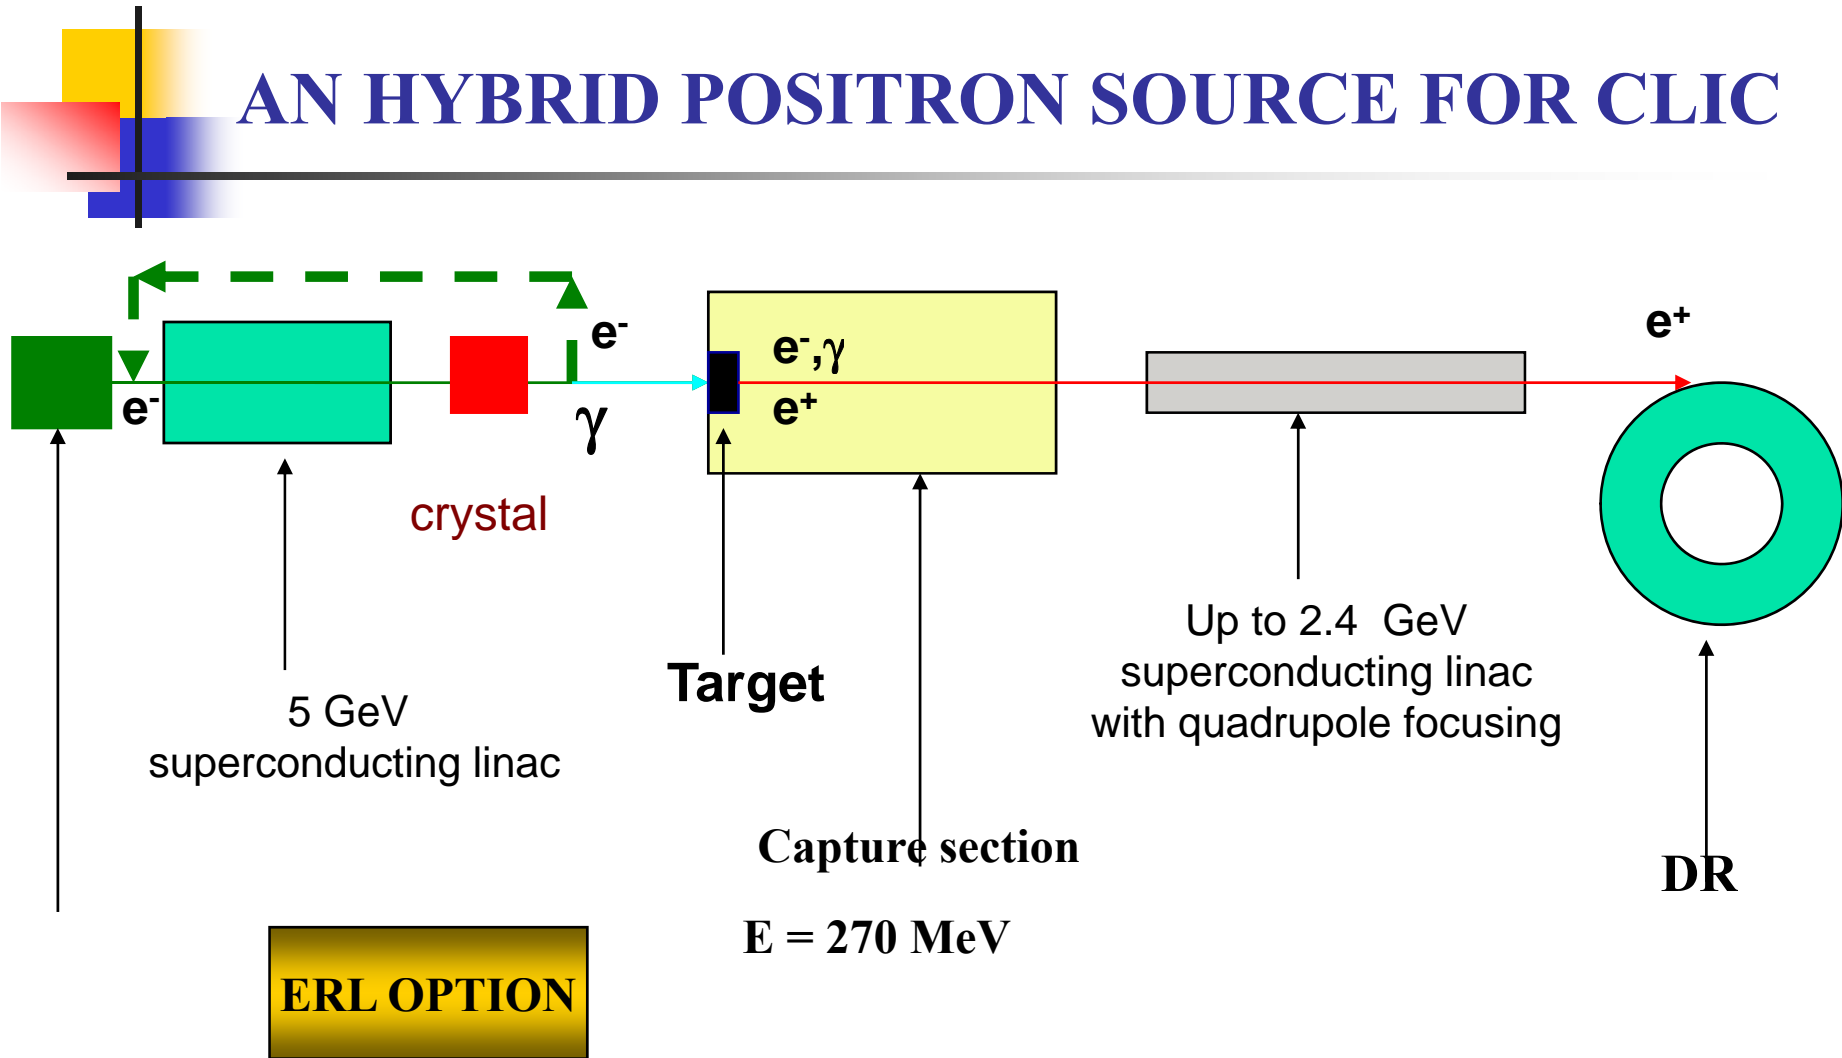 AN HYBRID POSITRON SOURCE FOR CLIC
e-
e-
γ
e-,γ
e+
e+
crystal
Target
5 GeV
superconducting linac
Up to 2.4 GeV
superconducting linac
with quadrupole focusing
Capture section
E = 270 MeV
DR
ERL OPTION